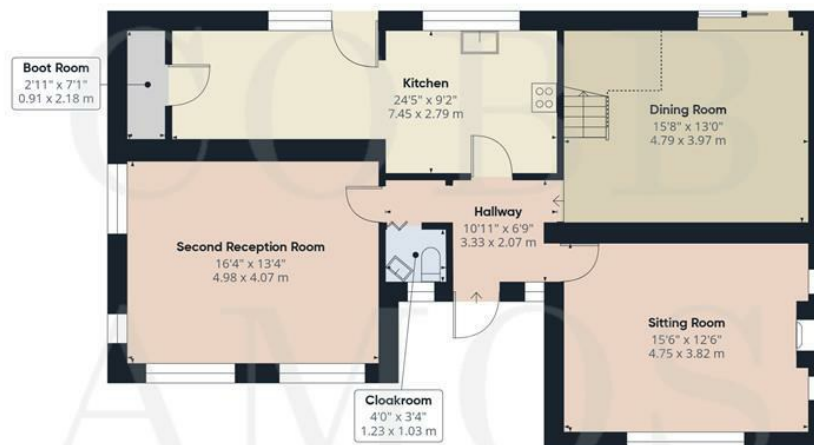 Boot Room
2'11" x 7'1"
0.91 x 2.18 m
Kitchen
24'5" x 9'2"
7.45 x 2.79 m
Dining Room
15'8" x 13'0"
4.79 x 3.97 m
Second Reception Room
16'4" x 13'4"
4.98 x 4.07 m
Hallway
10'11" x 6'9"
3.33 x 2.07 m
Sitting Room
15'6" x 12'6"
4.75 x 3.82 m
Cloakroom
4'0" x 3'4"
1.23 x 1.03 m
COBB
AMOS